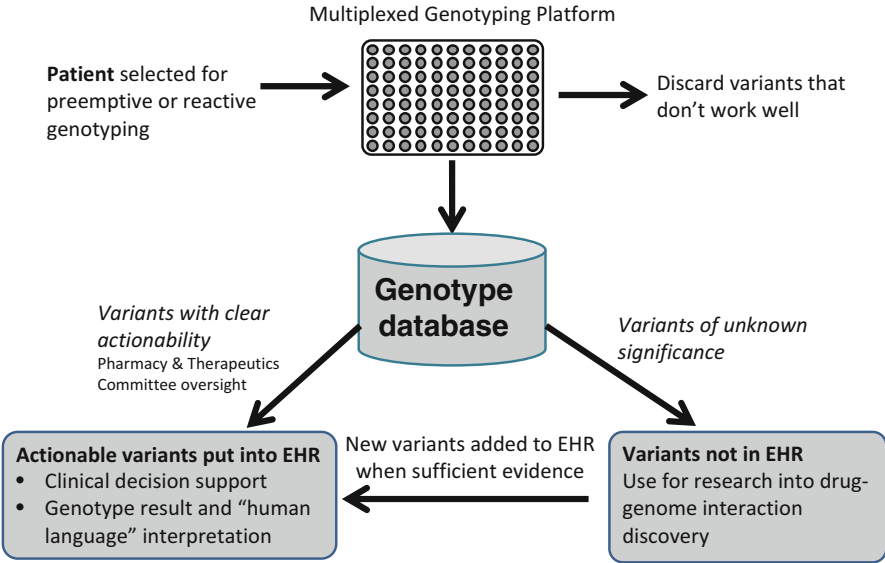 Multiplexed Genotyping Platform
Patient selected for
preemptive or reactive
genotyping
Discard variants that
don’t work well
Genotype
database
Variants with clear
actionability
Pharmacy & Therapeutics
Committee oversight
Variants of unknown
significance
Actionable variants put into EHR
• Clinical decision support
• Genotype result and “human
language” interpretation
New variants added to EHR
when sufficient evidence
Variants not in EHR
Use for research into drug-
genome interaction
discovery